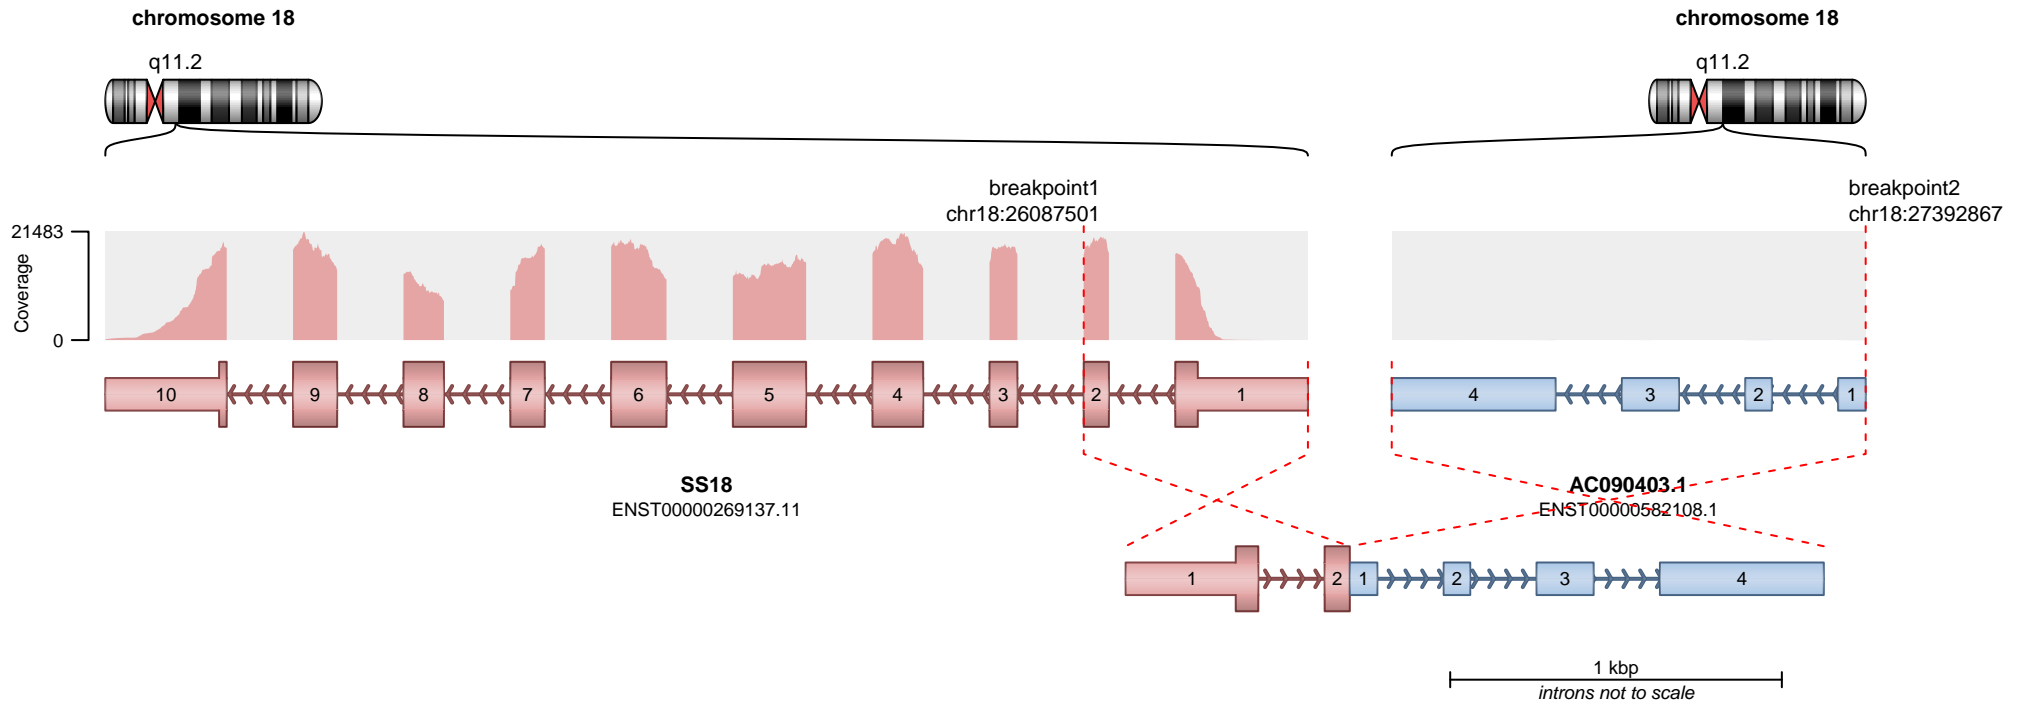 chromosome 18
chromosome 18
q11.2
q11.2
breakpoint1
chr18:26087501
breakpoint2
chr18:27392867
21483
Coverage
0
10 9 8 7 6 5 4 3 2 1
4 3 2 1
SS18
ENST00000269137.11
AC090403.1
ENST00000582108.1
1 2 1 2 3 4
1 kbp
introns not to scale